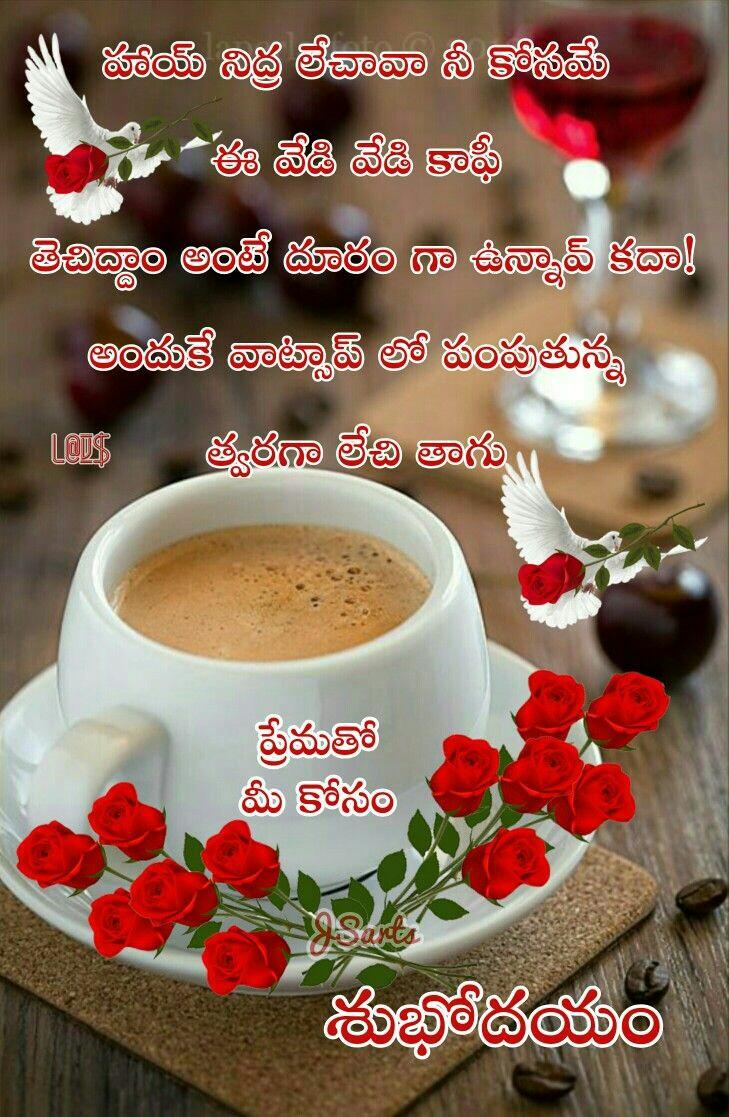 హాయ్ నిద్ర లేచావా నీ కోసమే
ఈ వేడి వేడి కాఫీ
తెచిద్దాం అంటే దూరం గా ఉన్నావ్ కదా!
అందుకే వాట్సాప్ లో పంపుతున్న
త్వరగా లేచి తాగు
ప్రేమతో
మీ కోసం
JSarts
శుభోదయం